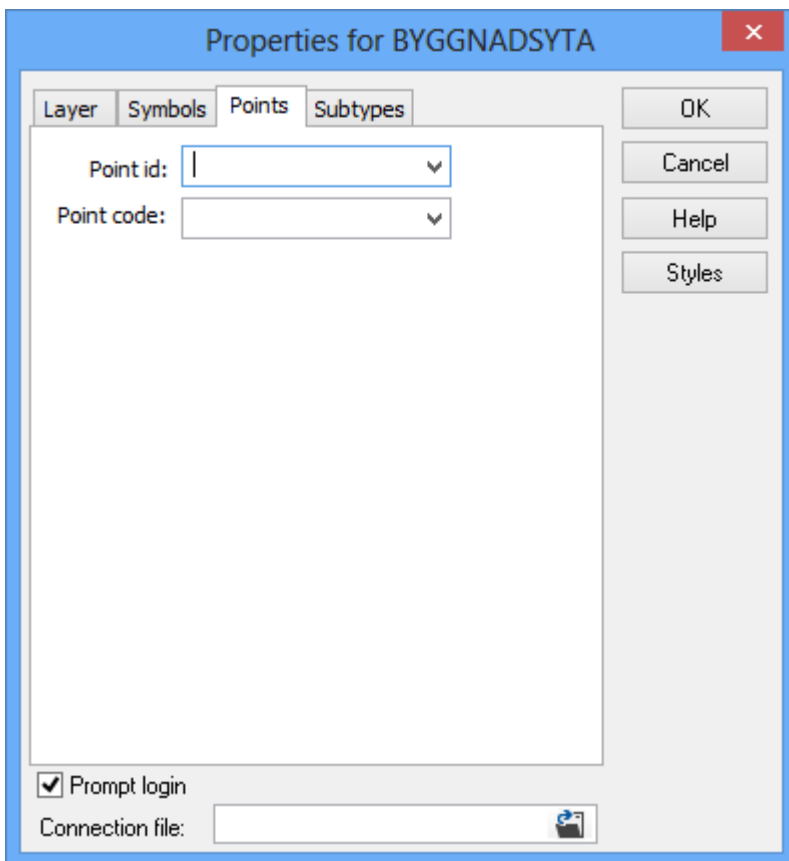 Properties for BYGGNADSYTA
Layer Symbols Points Subtypes
OK
Point id:
Cancel
Point code:
Help
Styles
Prompt login
Connection file: